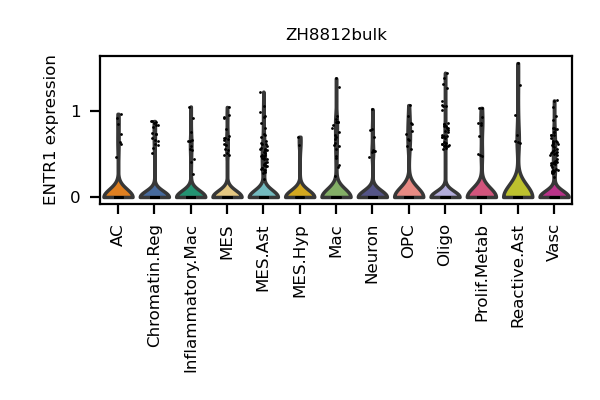 ZH8812bulk
ENTR1 expression
1
0
AC
Chromatin.Reg
Inflammatory.Mac
MES
MES.Ast
MES.Hyp
Mac
Neuron
OPC
Oligo
Prolif.Metab
Reactive.Ast
Vasc